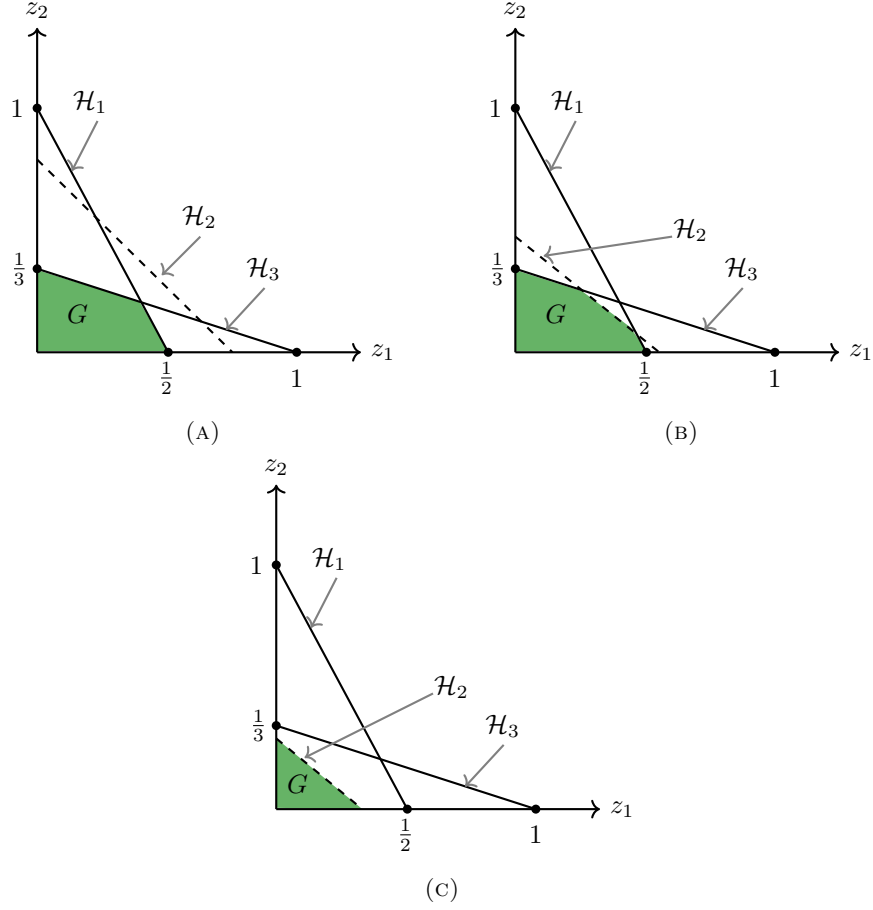 z₂ z₂
1 ℋ₁ 1 ℋ₁
ℋ₂ ℋ₂
1/3 ℋ₃ 1/3 ℋ₃
G G
z₁ z₁
1/2 1 1/2 1
(A) (B)
z₂
1 ℋ₁
ℋ₂
1/3 ℋ₃
G
z₁
1/2 1
(C)